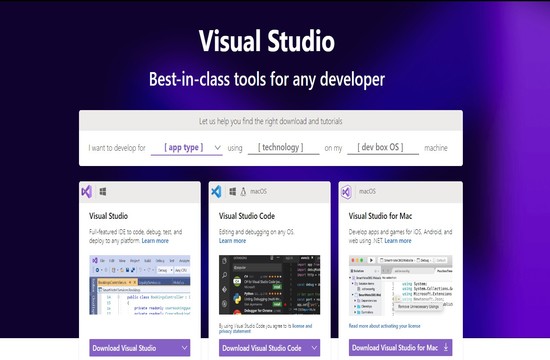 Visual Studio
Best-in-class tools for any developer
Let us help you find the right download and tutorials
I want to develop for [ app type ] using [ technology ] on my [ dev box OS ] machine
macOS
macOS
Visual Studio
Full-featured IDE to code, debug, test, and
deploy to any platform. Learn more
Visual Studio Code
Editing and debugging on any OS.
Learn more
Visual Studio for Mac
Develop apps and games for iOS, Android, and
web using .NET. Learn more
By using Visual Studio Code you agree to its license and
privacy statement
Read more about activating your license
Download Visual Studio
Download Visual Studio Code
Download Visual Studio for Mac